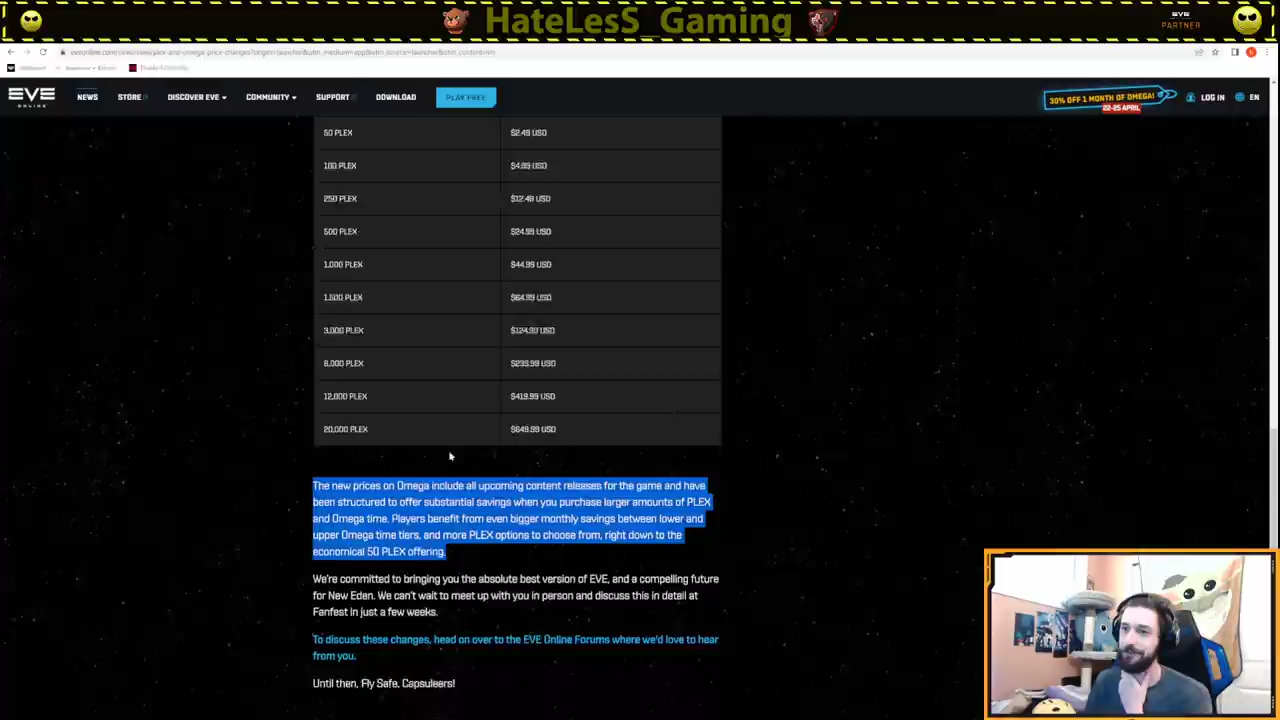 HateLesS_Gaming
EVE
PARTNER
EVE
ONLINE
NEWS
STORE
DISCOVER EVE
COMMUNITY
SUPPORT
DOWNLOAD
PLAY FREE
30% OFF 1 MONTH OF OMEGA!
22-25 APRIL
LOG IN
EN
50 PLEX $2.49 USD
100 PLEX $4.99 USD
250 PLEX $12.49 USD
500 PLEX $24.99 USD
1,000 PLEX $44.99 USD
1,500 PLEX $64.99 USD
3,000 PLEX $124.99 USD
6,000 PLEX $239.99 USD
12,000 PLEX $419.99 USD
20,000 PLEX $649.99 USD
The new prices on Omega include all upcoming content releases for the game and have
been structured to offer substantial savings when you purchase larger amounts of PLEX
and Omega time. Players benefit from even bigger monthly savings between lower and
upper Omega time tiers, and more PLEX options to choose from, right down to the
economical 50 PLEX offering.
We're committed to bringing you the absolute best version of EVE, and a compelling future
for New Eden. We can't wait to meet up with you in person and discuss this in detail at
Fanfest in just a few weeks.
To discuss these changes, head on over to the EVE Online Forums where we'd love to hear
from you.
Until then, Fly Safe, Capsuleers!